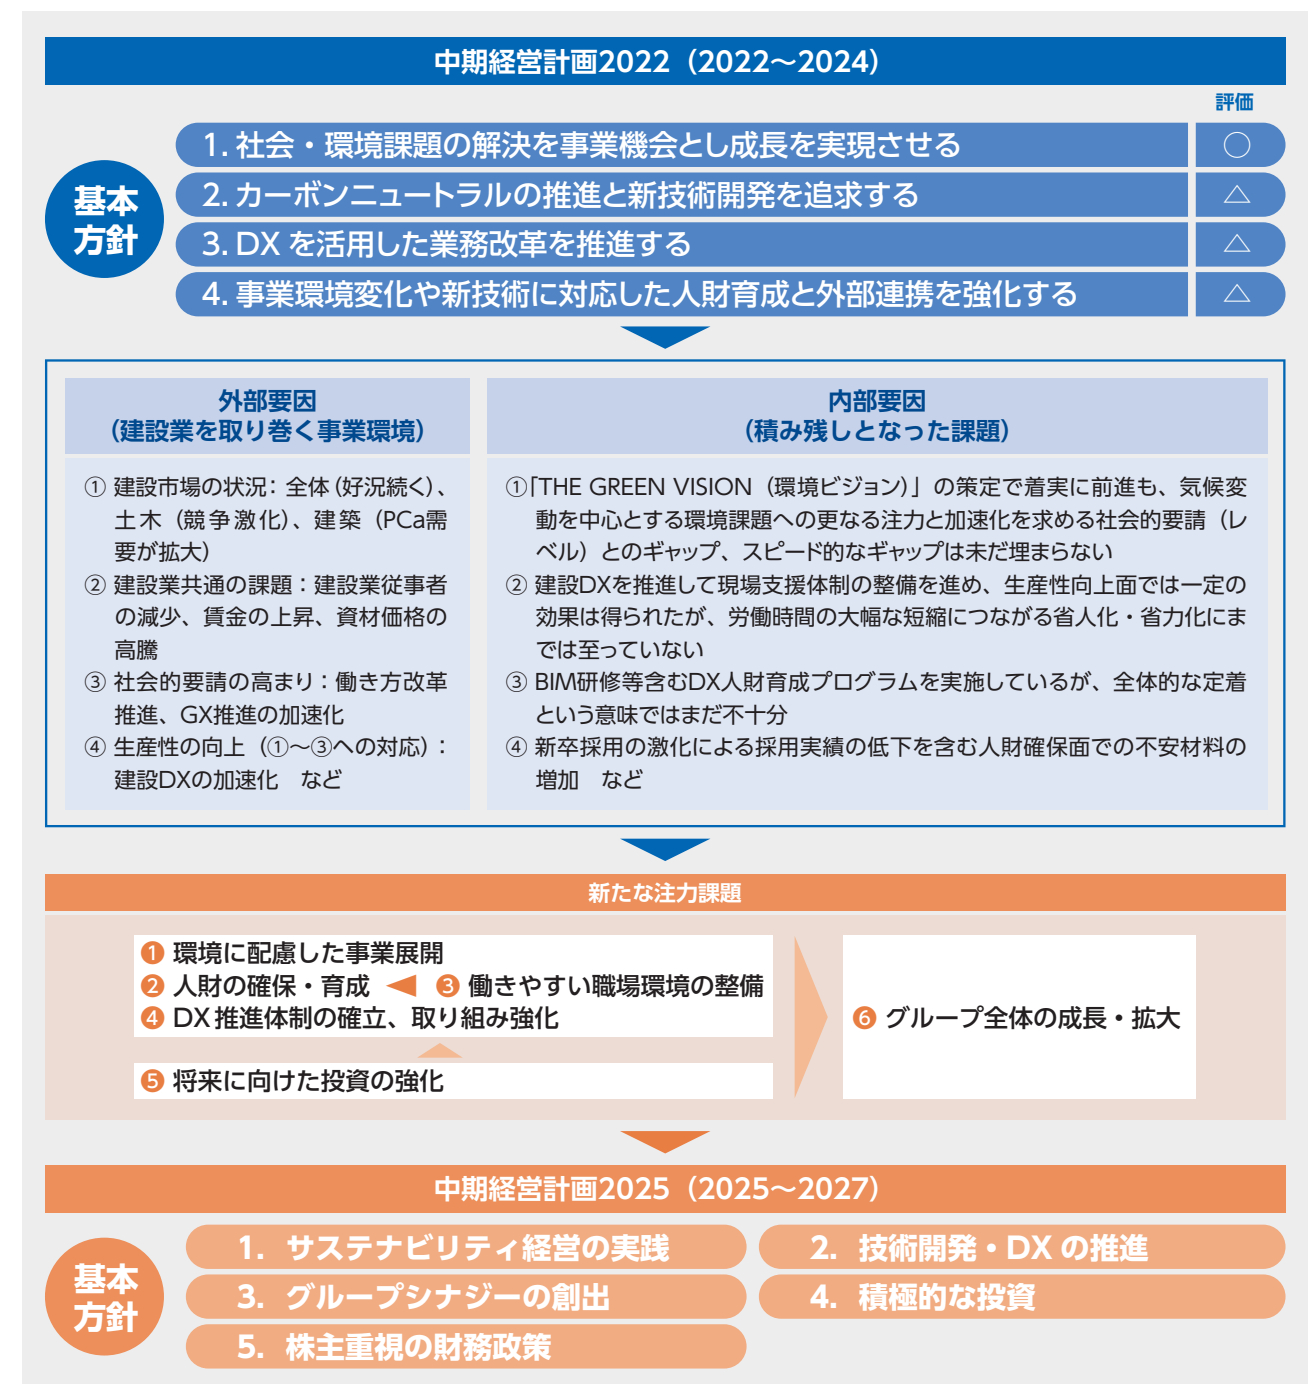 中期経営計画2022（2022～2024）
評価
基本
方針
1. 社会・環境課題の解決を事業機会とし成長を実現させる ○
2. カーボンニュートラルの推進と新技術開発を追求する △
3. DX を活用した業務改革を推進する △
4. 事業環境変化や新技術に対応した人財育成と外部連携を強化する △
外部要因
（建設業を取り巻く事業環境）
① 建設市場の状況：全体（好況続く）、
土木（競争激化）、建築（PCa需
要が拡大）
② 建設業共通の課題：建設業従事者
の減少、賃金の上昇、資材価格の
高騰
③ 社会的要請の高まり：働き方改革
推進、GX推進の加速化
④ 生産性の向上（①～③への対応）：
建設DXの加速化　など
内部要因
（積み残しとなった課題）
①「THE GREEN VISION（環境ビジョン）」の策定で着実に前進も、気候変
動を中心とする環境課題への更なる注力と加速化を求める社会的要請（レ
ベル）とのギャップ、スピード的なギャップは未だ埋まらない
② 建設DXを推進して現場支援体制の整備を進め、生産性向上面では一定の
効果は得られたが、労働時間の大幅な短縮につながる省人化・省力化にま
では至っていない
③ BIM研修等含むDX人財育成プログラムを実施しているが、全体的な定着
という意味ではまだ不十分
④ 新卒採用の激化による採用実績の低下を含む人財確保面での不安材料の
増加　など
新たな注力課題
❶ 環境に配慮した事業展開
❷ 人財の確保・育成 ◀ ❸ 働きやすい職場環境の整備
❹ DX推進体制の確立、取り組み強化
❺ 将来に向けた投資の強化
❻ グループ全体の成長・拡大
中期経営計画2025（2025～2027）
基本
方針
1. サステナビリティ経営の実践
2. 技術開発・DX の推進
3. グループシナジーの創出
4. 積極的な投資
5. 株主重視の財務政策